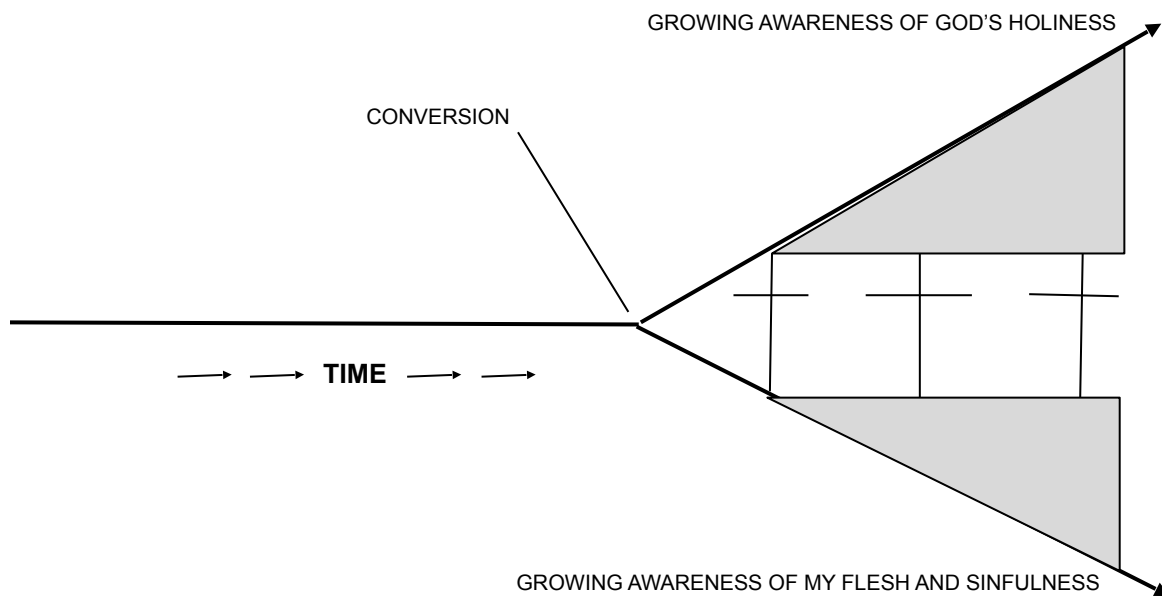 GROWING AWARENESS OF GOD’S HOLINESS
CONVERSION
TIME
GROWING AWARENESS OF MY FLESH AND SINFULNESS